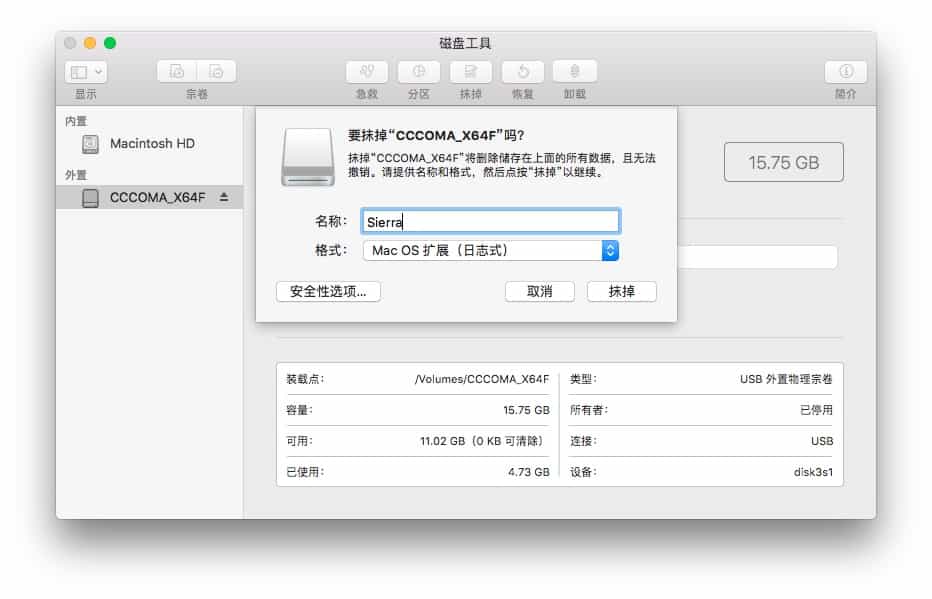 磁盘工具
显示
宗卷
急救
分区
抹掉
恢复
卸载
简介
内置
Macintosh HD
外置
CCCOMA_X64F
要抹掉“CCCOMA_X64F”吗?
抹掉“CCCOMA_X64F”将删除储存在上面的所有数据，且无法
撤销。请提供名称和格式，然后点按“抹掉”以继续。
名称: Sierra
格式: Mac OS 扩展（日志式）
安全性选项...
取消
抹掉
15.75 GB
装载点: /Volumes/CCCOMA_X64F
类型: USB 外置物理宗卷
容量: 15.75 GB
所有者: 已停用
可用: 11.02 GB（0 KB 可清除）
连接: USB
已使用: 4.73 GB
设备: disk3s1